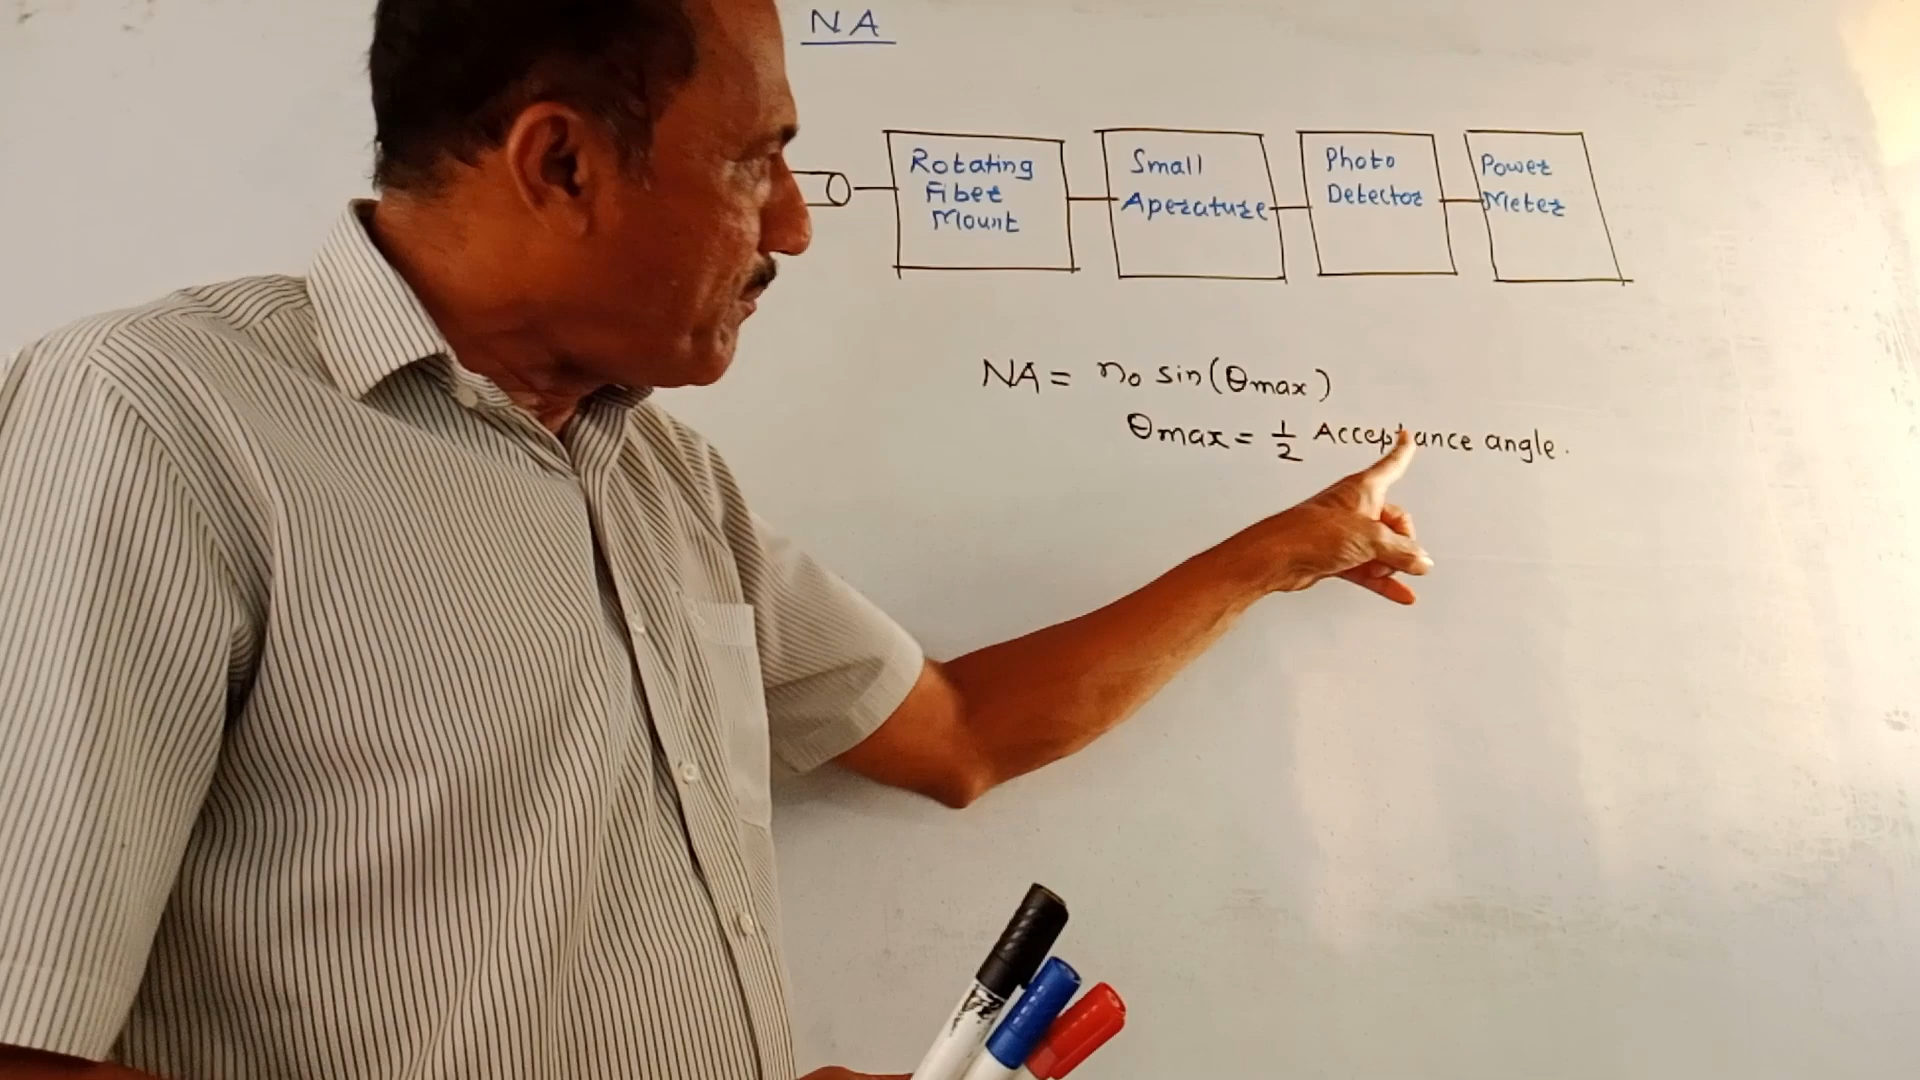 NA
Rotating
Fiber
Mount
Small
Aperature
Photo
Detector
Power
Meter
NA = n₀ sin(θmax)
θmax = 1/2 Acceptance angle.